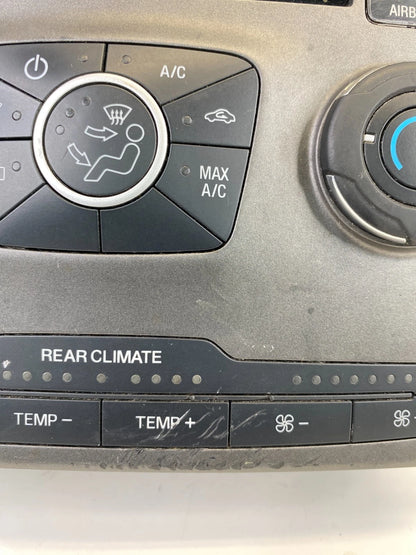 AIRB
A/C
MAX
A/C
REAR CLIMATE
TEMP −
TEMP +
−